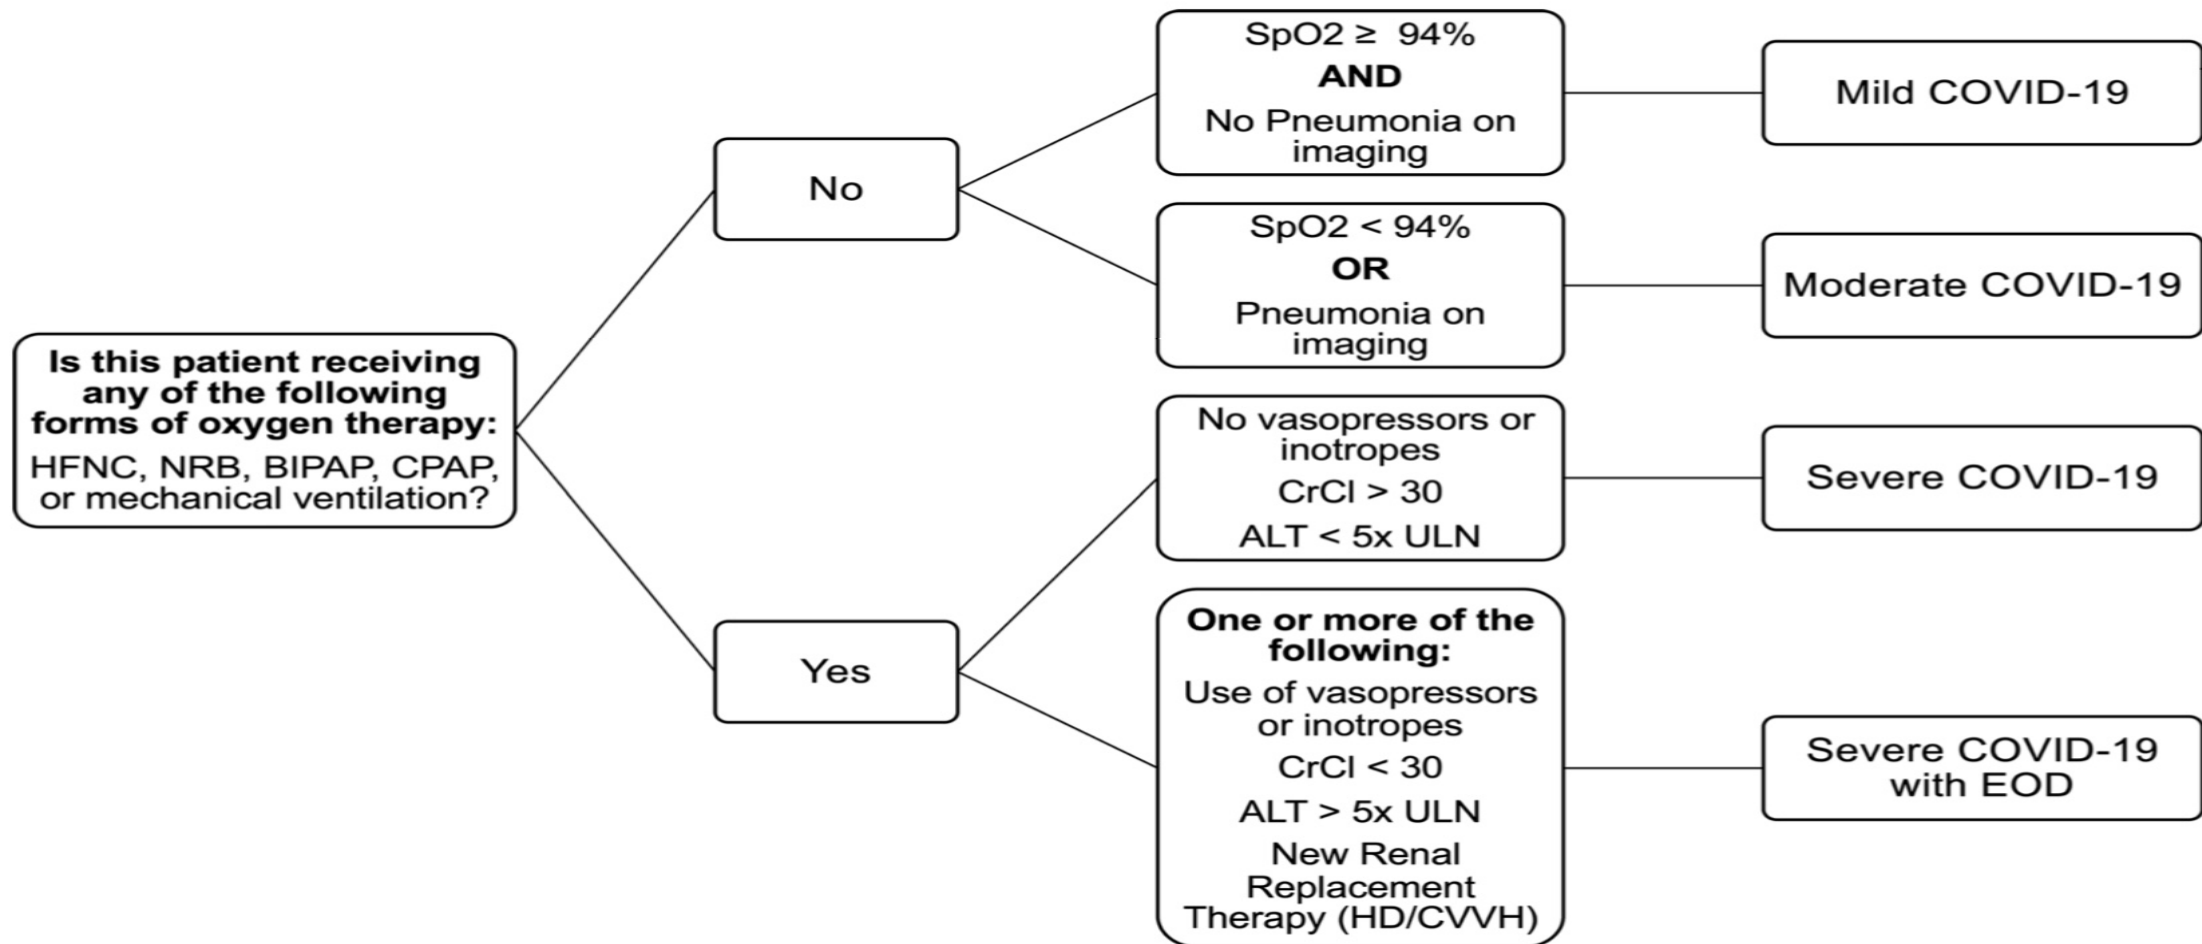 Is this patient receiving
any of the following
forms of oxygen therapy:
HFNC, NRB, BIPAP, CPAP,
or mechanical ventilation?
No
SpO2 ≥ 94%
AND
No Pneumonia on
imaging
Mild COVID-19
SpO2 < 94%
OR
Pneumonia on
imaging
Moderate COVID-19
Yes
No vasopressors or
inotropes
CrCl > 30
ALT < 5x ULN
Severe COVID-19
One or more of the
following:
Use of vasopressors
or inotropes
CrCl < 30
ALT > 5x ULN
New Renal
Replacement
Therapy (HD/CVVH)
Severe COVID-19
with EOD